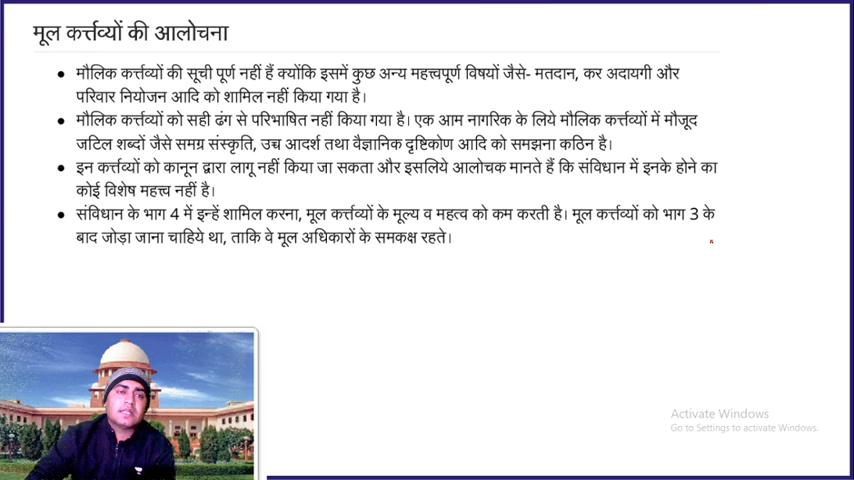 मूल कर्त्तव्यों की आलोचना
मौलिक कर्त्तव्यों की सूची पूर्ण नहीं हैं क्योंकि इसमें कुछ अन्य महत्त्वपूर्ण विषयों जैसे- मतदान, कर अदायगी और
परिवार नियोजन आदि को शामिल नहीं किया गया है।
मौलिक कर्त्तव्यों को सही ढंग से परिभाषित नहीं किया गया है। एक आम नागरिक के लिये मौलिक कर्त्तव्यों में मौजूद
जटिल शब्दों जैसे समग्र संस्कृति, उच्च आदर्श तथा वैज्ञानिक दृष्टिकोण आदि को समझना कठिन है।
इन कर्त्तव्यों को कानून द्वारा लागू नहीं किया जा सकता और इसलिये आलोचक मानते हैं कि संविधान में इनके होने का
कोई विशेष महत्त्व नहीं है।
संविधान के भाग 4 में इन्हें शामिल करना, मूल कर्त्तव्यों के मूल्य व महत्व को कम करती है। मूल कर्त्तव्यों को भाग 3 के
बाद जोड़ा जाना चाहिये था, ताकि वे मूल अधिकारों के समकक्ष रहते।
Activate Windows
Go to Settings to activate Windows.